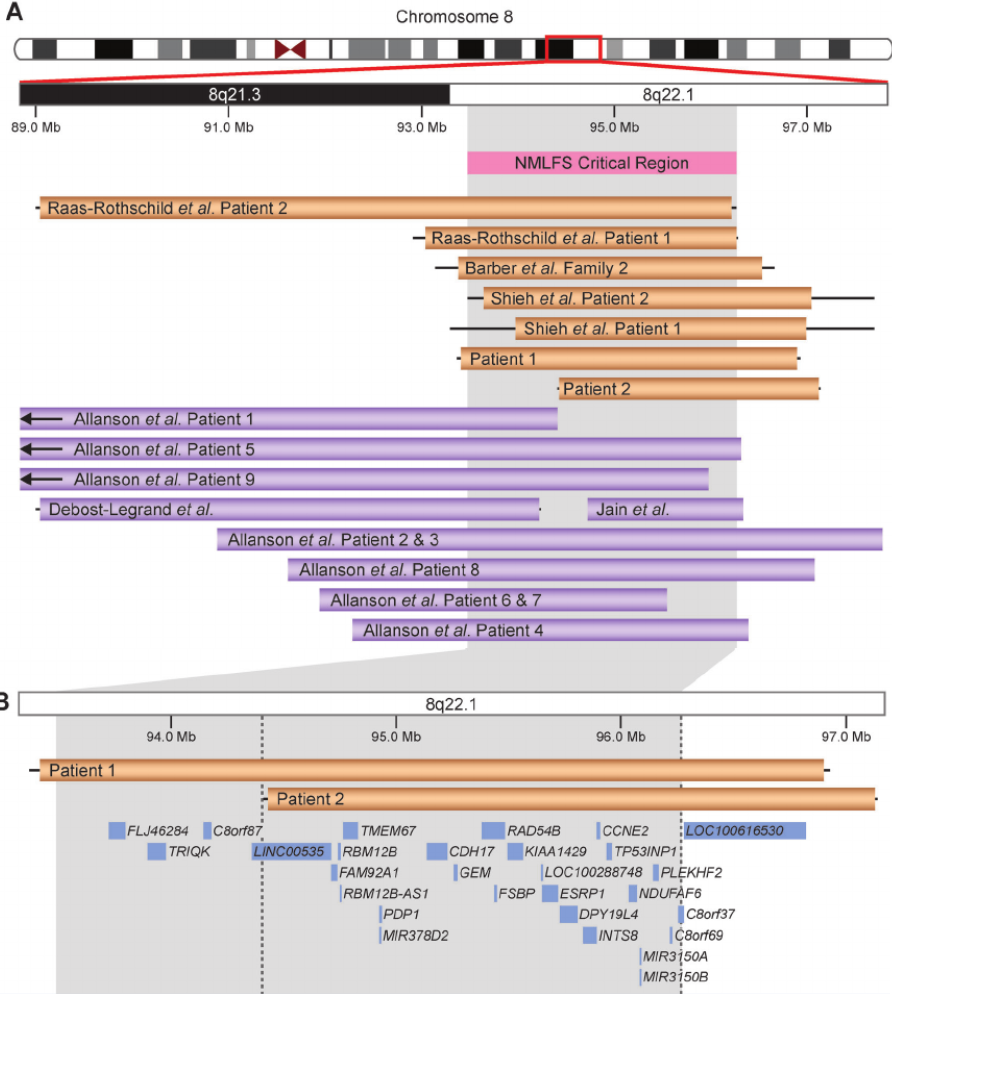 A
Chromosome 8
8q21.3 8q22.1
89.0 Mb 91.0 Mb 93.0 Mb 95.0 Mb 97.0 Mb
NMLFS Critical Region
Raas-Rothschild et al. Patient 2
Raas-Rothschild et al. Patient 1
Barber et al. Family 2
Shieh et al. Patient 2
Shieh et al. Patient 1
Patient 1
Patient 2
Allanson et al. Patient 1
Allanson et al. Patient 5
Allanson et al. Patient 9
Debost-Legrand et al. Jain et al.
Allanson et al. Patient 2 & 3
Allanson et al. Patient 8
Allanson et al. Patient 6 & 7
Allanson et al. Patient 4
B
8q22.1
94.0 Mb 95.0 Mb 96.0 Mb 97.0 Mb
Patient 1
Patient 2
FLJ46284 C8orf87 TMEM67 RAD54B CCNE2 LOC100616530
TRIQK LINC00535 RBM12B CDH17 KIAA1429 TP53INP1
FAM92A1 GEM LOC100288748 PLEKHF2
RBM12B-AS1 FSBP ESRP1 NDUFAF6
PDP1 DPY19L4 C8orf37
MIR378D2 INTS8 C8orf69
MIR3150A
MIR3150B